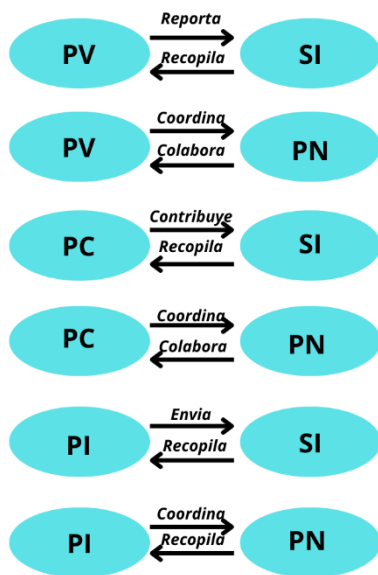 Reporta
PV
SI
Recopila
Coordina
PV
PN
Colabora
Contribuye
PC
SI
Recopila
Coordina
PC
PN
Colabora
Envia
PI
SI
Recopila
Coordina
PI
PN
Recopila